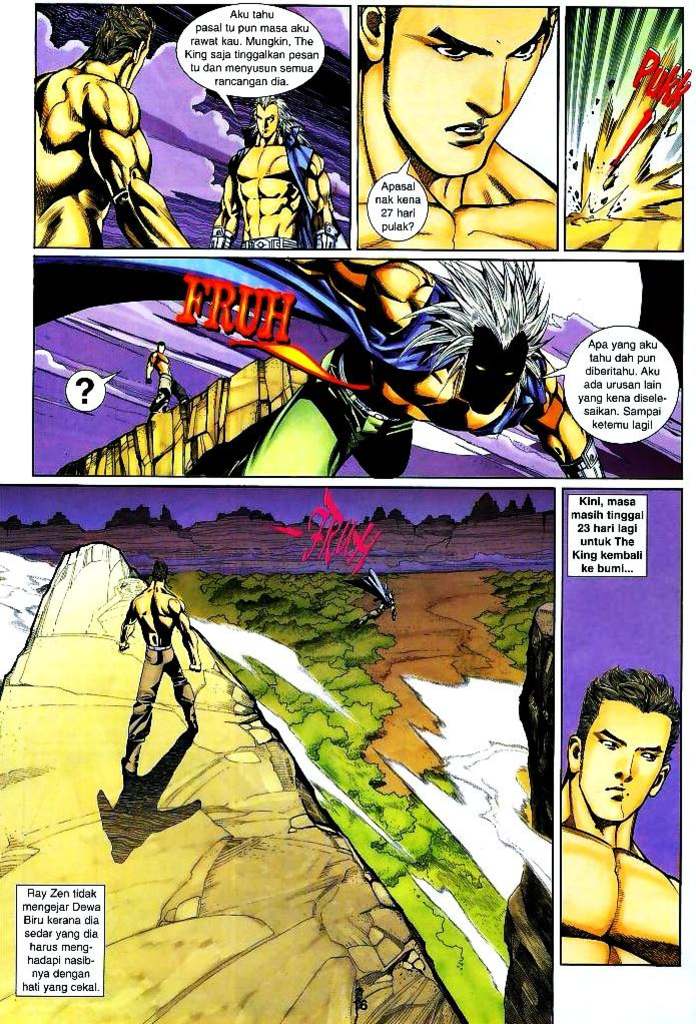 Aku tahu
pasal tu pun masa aku
rawat kau. Mungkin, The
King saja tinggalkan pesan
tu dan menyusun semua
rancangan dia.
Apasal
nak kena
27 hari
pulak?
PUKK
FRUH
?
Apa yang aku
tahu dah pun
diberitahu. Aku
ada urusan lain
yang kena disele-
saikan. Sampai
ketemu lagi!
FRUSH
Kini, masa
masih tinggal
23 hari lagi
untuk The
King kembali
ke bumi...
Ray Zen tidak
mengejar Dewa
Biru kerana dia
sedar yang dia
harus meng-
hadapi nasib-
nya dengan
hati yang cekal.